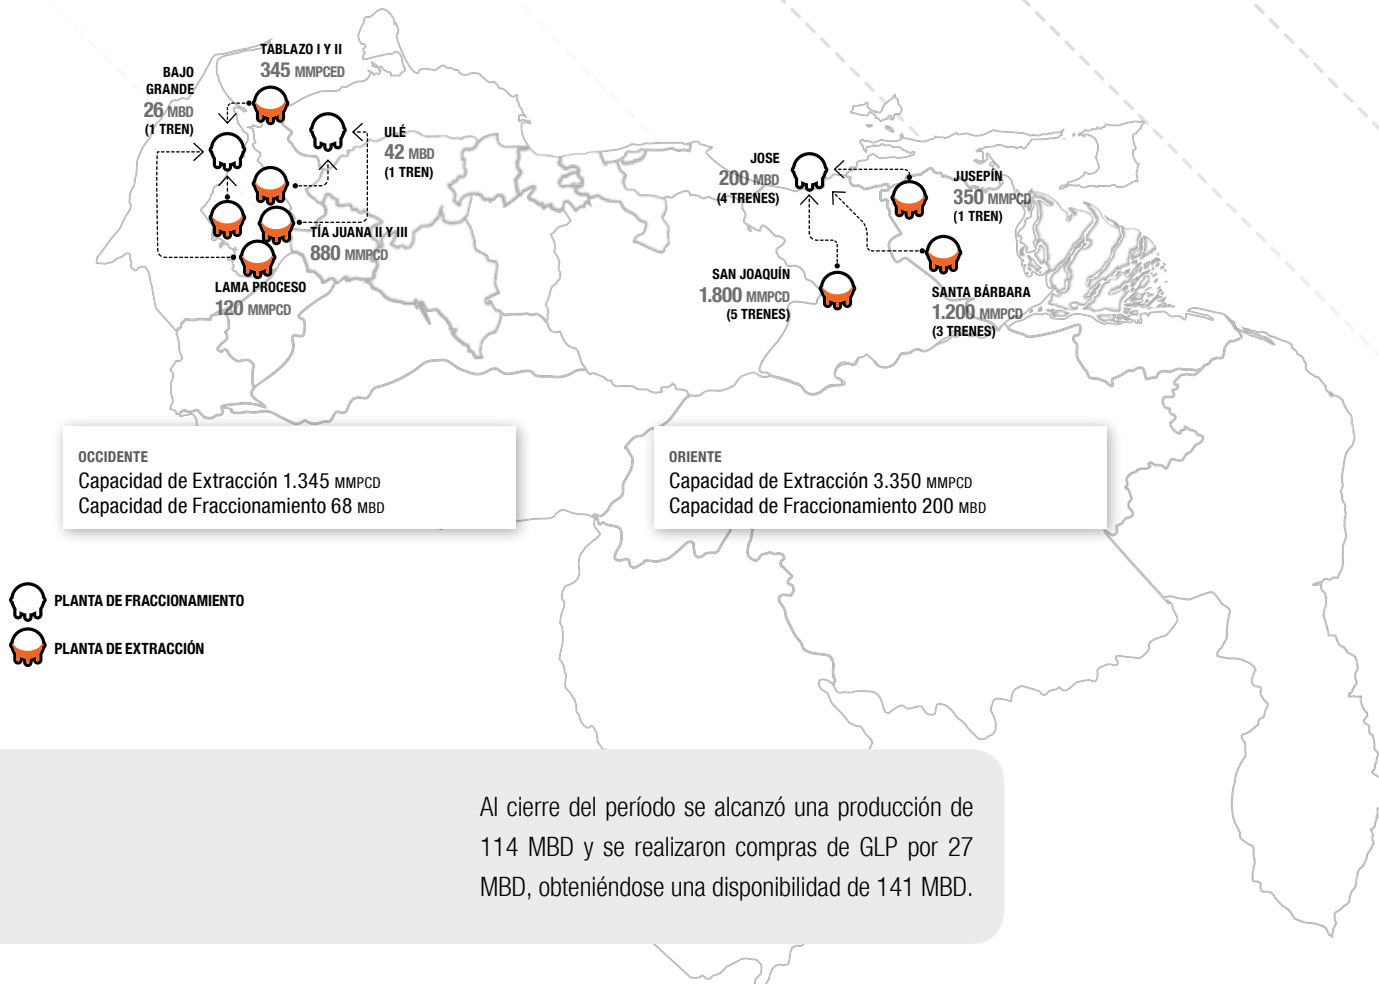 TABLAZO I Y II
345 MMPCED
BAJO
GRANDE
26 MBD
(1 TREN)
ULÉ
42 MBD
(1 TREN)
TÍA JUANA II Y III
880 MMPCD
LAMA PROCESO
120 MMPCD
JOSE
200 MBD
(4 TRENES)
JUSEPÍN
350 MMPCD
(1 TREN)
SAN JOAQUÍN
1.800 MMPCD
(5 TRENES)
SANTA BÁRBARA
1.200 MMPCD
(3 TRENES)
OCCIDENTE
Capacidad de Extracción 1.345 MMPCD
Capacidad de Fraccionamiento 68 MBD
ORIENTE
Capacidad de Extracción 3.350 MMPCD
Capacidad de Fraccionamiento 200 MBD
PLANTA DE FRACCIONAMIENTO
PLANTA DE EXTRACCIÓN
Al cierre del período se alcanzó una producción de
114 MBD y se realizaron compras de GLP por 27
MBD, obteniéndose una disponibilidad de 141 MBD.